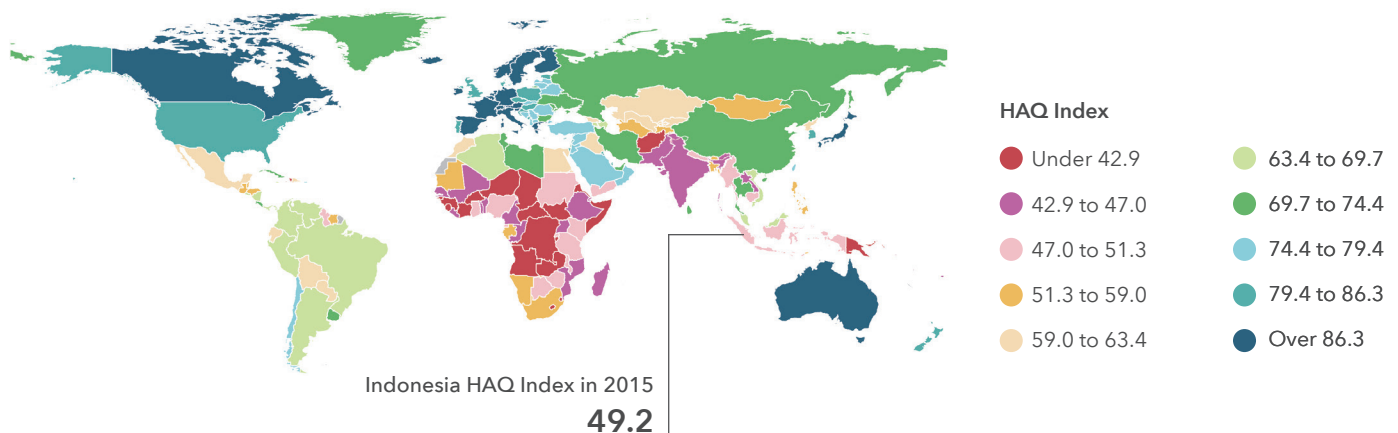 HAQ Index
Under 42.9
42.9 to 47.0
47.0 to 51.3
51.3 to 59.0
59.0 to 63.4
63.4 to 69.7
69.7 to 74.4
74.4 to 79.4
79.4 to 86.3
Over 86.3
Indonesia HAQ Index in 2015
49.2